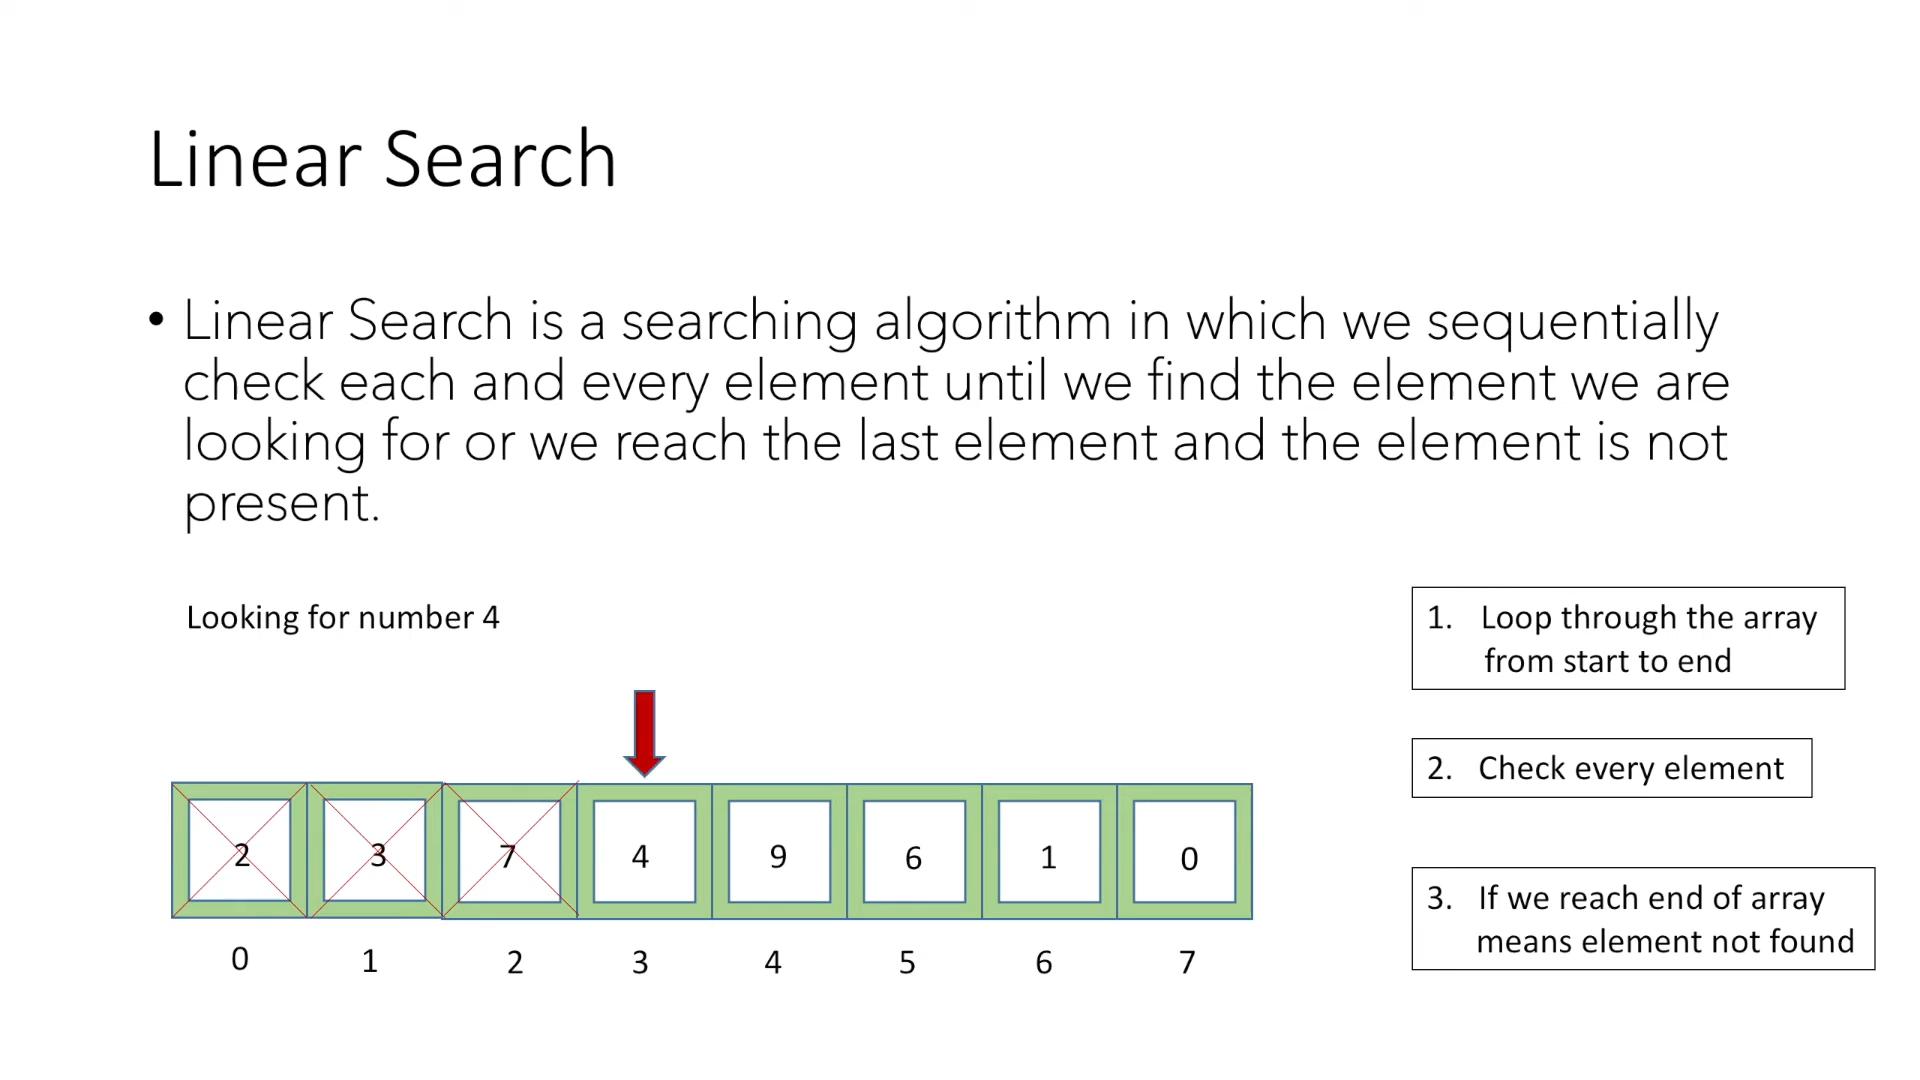 Linear Search
• Linear Search is a searching algorithm in which we sequentially
check each and every element until we find the element we are
looking for or we reach the last element and the element is not
present.
Looking for number 4
2 3 7 4 9 6 1 0
0 1 2 3 4 5 6 7
1. Loop through the array
from start to end
2. Check every element
3. If we reach end of array
means element not found